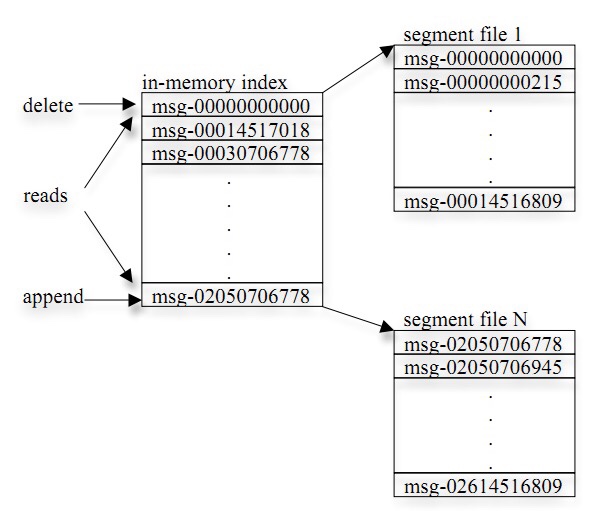 segment file 1
msg-00000000000
msg-00000000215
msg-00014516809
in-memory index
msg-00000000000
msg-00014517018
msg-00030706778
msg-02050706778
delete
reads
append
segment file N
msg-02050706778
msg-02050706945
msg-02614516809